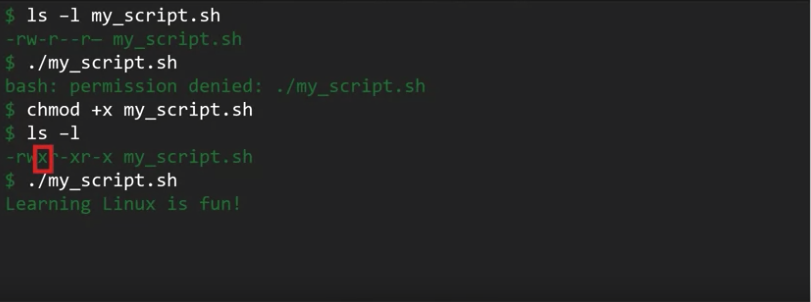 $ ls -l my_script.sh
-rw-r--r— my_script.sh
$ ./my_script.sh
bash: permission denied: ./my_script.sh
$ chmod +x my_script.sh
$ ls –l
-rwxr-xr-x my_script.sh
$ ./my_script.sh
Learning Linux is fun!